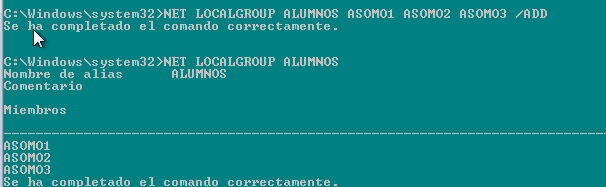 C:\Windows\system32>NET LOCALGROUP ALUMNOS ASOMO1 ASOMO2 ASOMO3 /ADD
Se ha completado el comando correctamente.
C:\Windows\system32>NET LOCALGROUP ALUMNOS
Nombre de alias ALUMNOS
Comentario
Miembros
-------------------------------------------------------------------------------
ASOMO1
ASOMO2
ASOMO3
Se ha completado el comando correctamente.